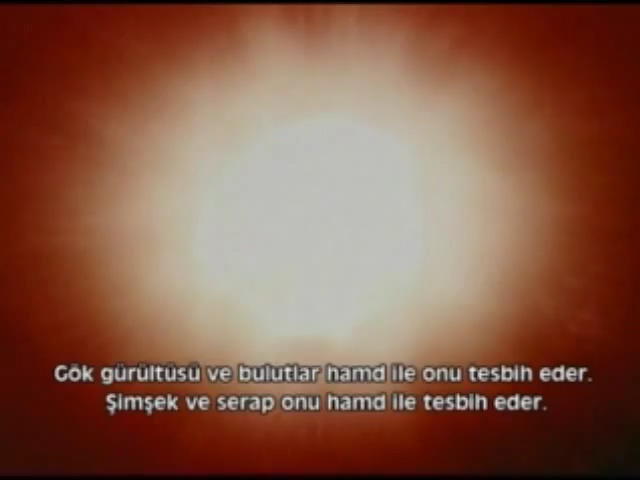 Gök gürültüsü ve bulutlar hamd ile onu tesbih eder.
Şimşek ve serap onu hamd ile tesbih eder.